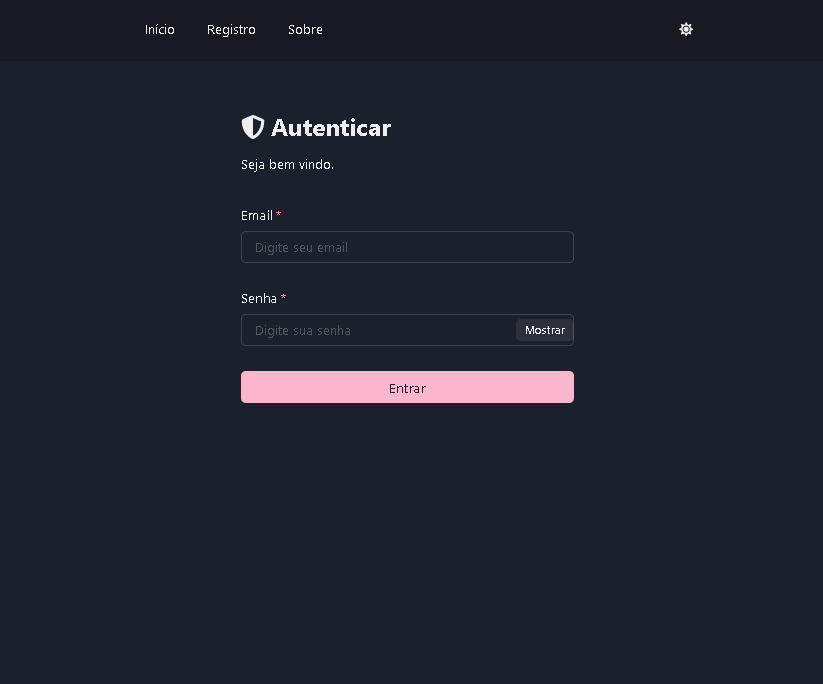 Início Registro Sobre
Autenticar
Seja bem vindo.
Email *
Digite seu email
Senha *
Digite sua senha Mostrar
Entrar